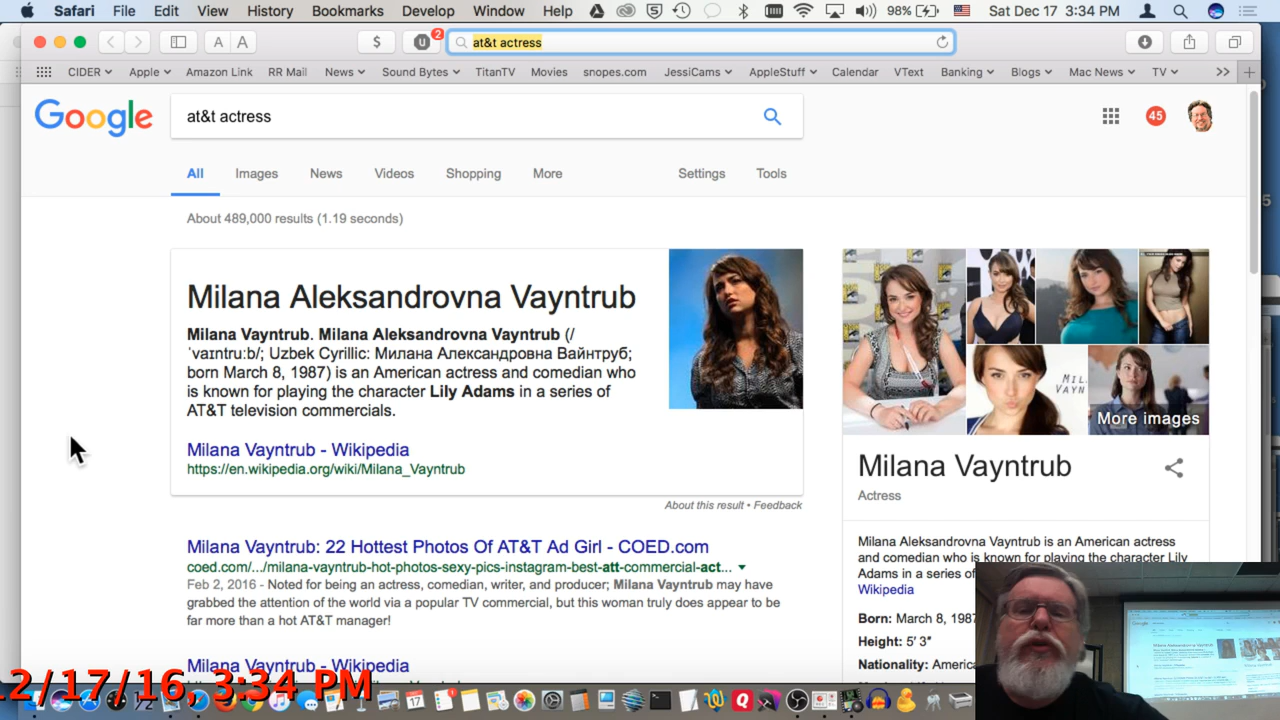 Safari File Edit View History Bookmarks Develop Window Help 98% Sat Dec 17 3:34 PM
A A $ U 2 at&t actress
CIDER Apple Amazon Link RR Mail News Sound Bytes TitanTV Movies snopes.com JessiCams AppleStuff Calendar VText Banking Blogs Mac News TV >> +
Google at&t actress 45
All Images News Videos Shopping More Settings Tools
About 489,000 results (1.19 seconds)
Milana Aleksandrovna Vayntrub
Milana Vayntrub. Milana Aleksandrovna Vayntrub (/
ˈvaɪntruːb/; Uzbek Cyrillic: Милана Александровна Вайнтруб;
born March 8, 1987) is an American actress and comedian who
is known for playing the character Lily Adams in a series of
AT&T television commercials.
Milana Vayntrub - Wikipedia
https://en.wikipedia.org/wiki/Milana_Vayntrub
About this result • Feedback
Milana Vayntrub: 22 Hottest Photos Of AT&T Ad Girl - COED.com
coed.com/.../milana-vayntrub-hot-photos-sexy-pics-instagram-best-att-commercial-act...
Feb 2, 2016 - Noted for being an actress, comedian, writer, and producer; Milana Vayntrub may have
grabbed the attention of the world via a popular TV commercial, but this woman truly does appear to be
far more than a hot AT&T manager!
Milana Vayntrub - Wikipedia
MIL
VAYN
More images
Milana Vayntrub
Actress
Milana Aleksandrovna Vayntrub is an American actress
and comedian who is known for playing the character Lily
Adams in a series of
Wikipedia
Born: March 8, 1987
Height: 5′ 3″
Nationality: America
12/17/16, 3:34 PM
17